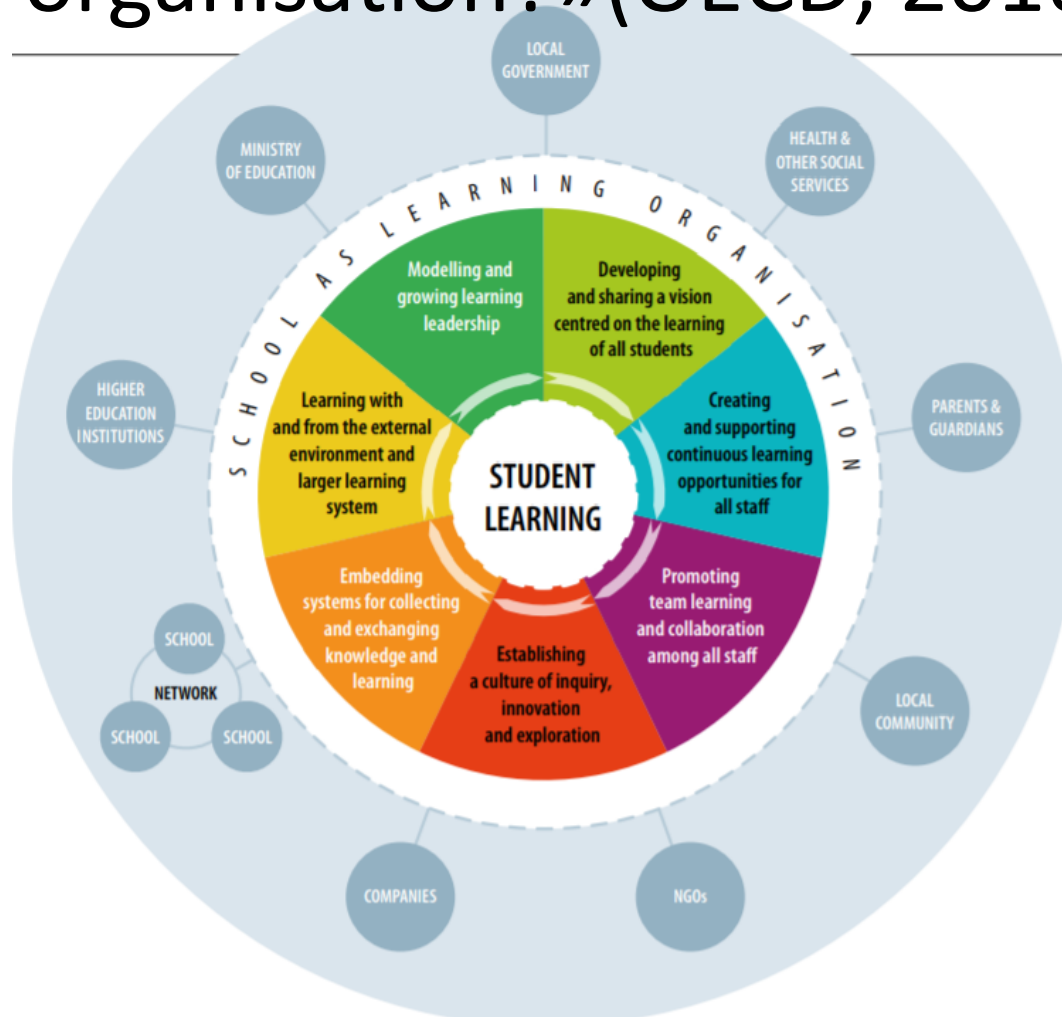 organisation? »(OECD, 2016
LOCAL
GOVERNMENT
MINISTRY
OF EDUCATION
HEALTH &
OTHER SOCIAL
SERVICES
SCHOOL AS LEARNING ORGANISATION
Modelling and
growing learning
leadership
Developing
and sharing a vision
centred on the learning
of all students
HIGHER
EDUCATION
INSTITUTIONS
Learning with
and from the external
environment and
larger learning
system
Creating
and supporting
continuous learning
opportunities for
all staff
PARENTS &
GUARDIANS
STUDENT
LEARNING
Embedding
systems for collecting
and exchanging
knowledge and
learning
Promoting
team learning
and collaboration
among all staff
Establishing
a culture of inquiry,
innovation
and exploration
SCHOOL
NETWORK
SCHOOL
SCHOOL
LOCAL
COMMUNITY
COMPANIES
NGOs